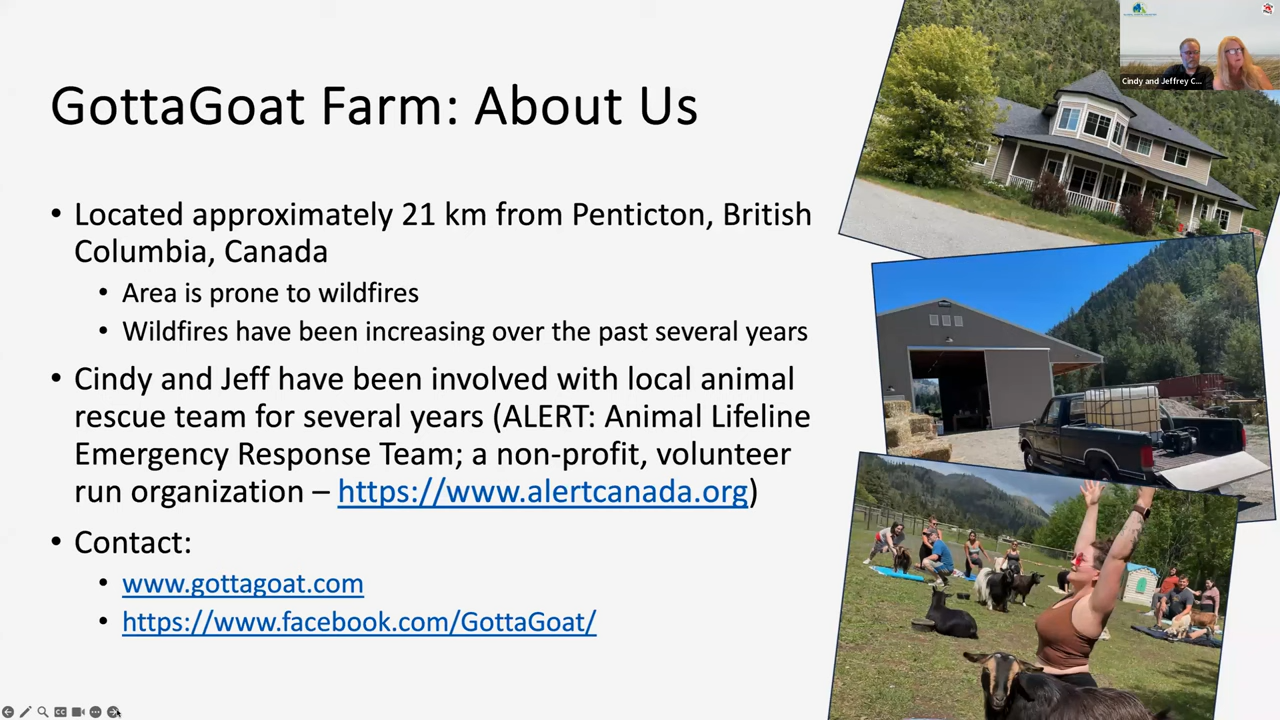 GottaGoat Farm: About Us
• Located approximately 21 km from Penticton, British
Columbia, Canada
• Area is prone to wildfires
• Wildfires have been increasing over the past several years
• Cindy and Jeff have been involved with local animal
rescue team for several years (ALERT: Animal Lifeline
Emergency Response Team; a non-profit, volunteer
run organization – https://www.alertcanada.org)
• Contact:
• www.gottagoat.com
• https://www.facebook.com/GottaGoat/
Cindy and Jeffrey C...